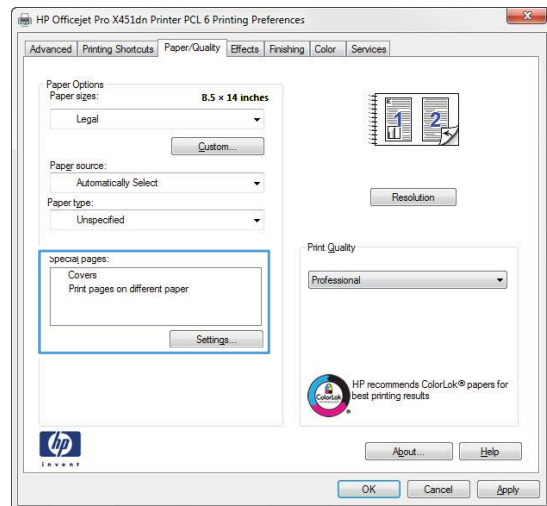 HP Officejet Pro X451dn Printer PCL 6 Printing Preferences
Advanced Printing Shortcuts Paper/Quality Effects Finishing Color Services
Paper Options
Paper sizes: 8.5 × 14 inches
Legal
Custom...
Paper source:
Automatically Select
Paper type:
Unspecified
Special pages:
Covers
Print pages on different paper
Settings...
1 2
Resolution
Print Quality
Professional
ColorLok
HP recommends ColorLok® papers for
best printing results
hp
invent
About... Help
OK Cancel Apply